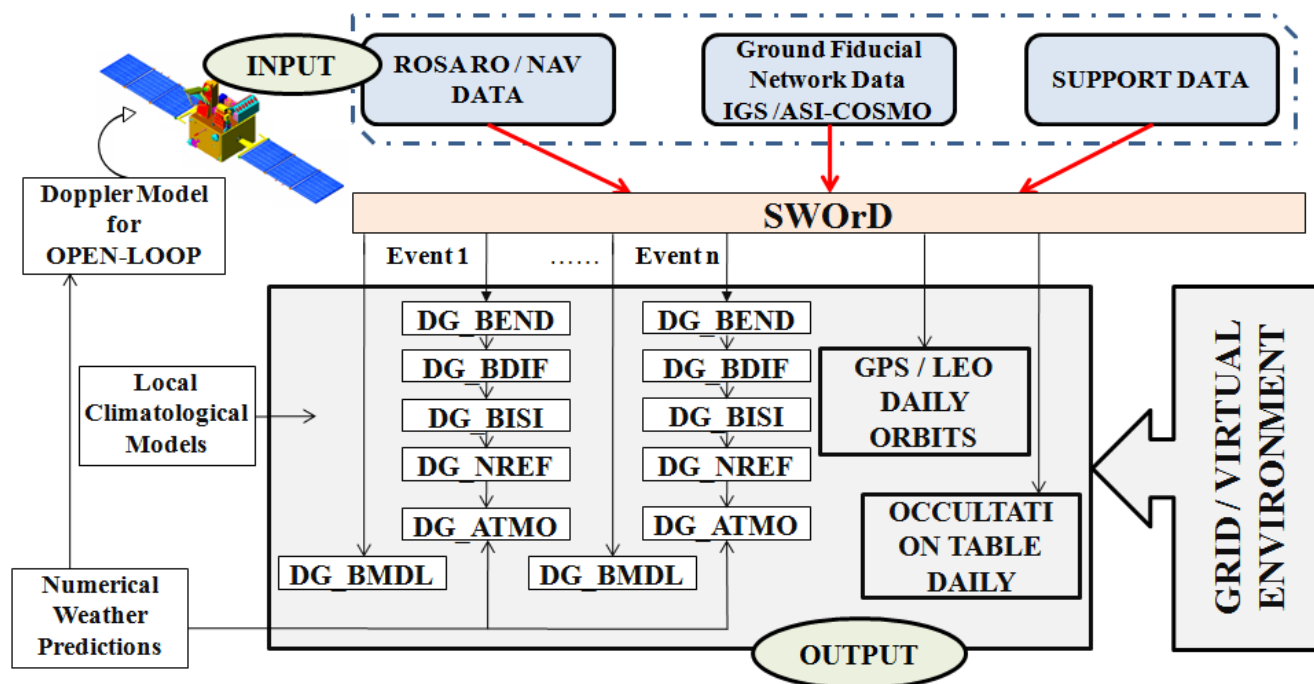 INPUT
ROSA RO / NAV
DATA
Ground Fiducial
Network Data
IGS /ASI-COSMO
SUPPORT DATA
Doppler Model
for
OPEN-LOOP
SWOrD
Event 1
......
Event n
DG_BEND
DG_BDIF
DG_BISI
DG_NREF
DG_ATMO
DG_BMDL
DG_BEND
DG_BDIF
DG_BISI
DG_NREF
DG_ATMO
DG_BMDL
GPS / LEO
DAILY
ORBITS
OCCULTATI
ON TABLE
DAILY
Local
Climatological
Models
Numerical
Weather
Predictions
GRID / VIRTUAL
ENVIRONMENT
OUTPUT